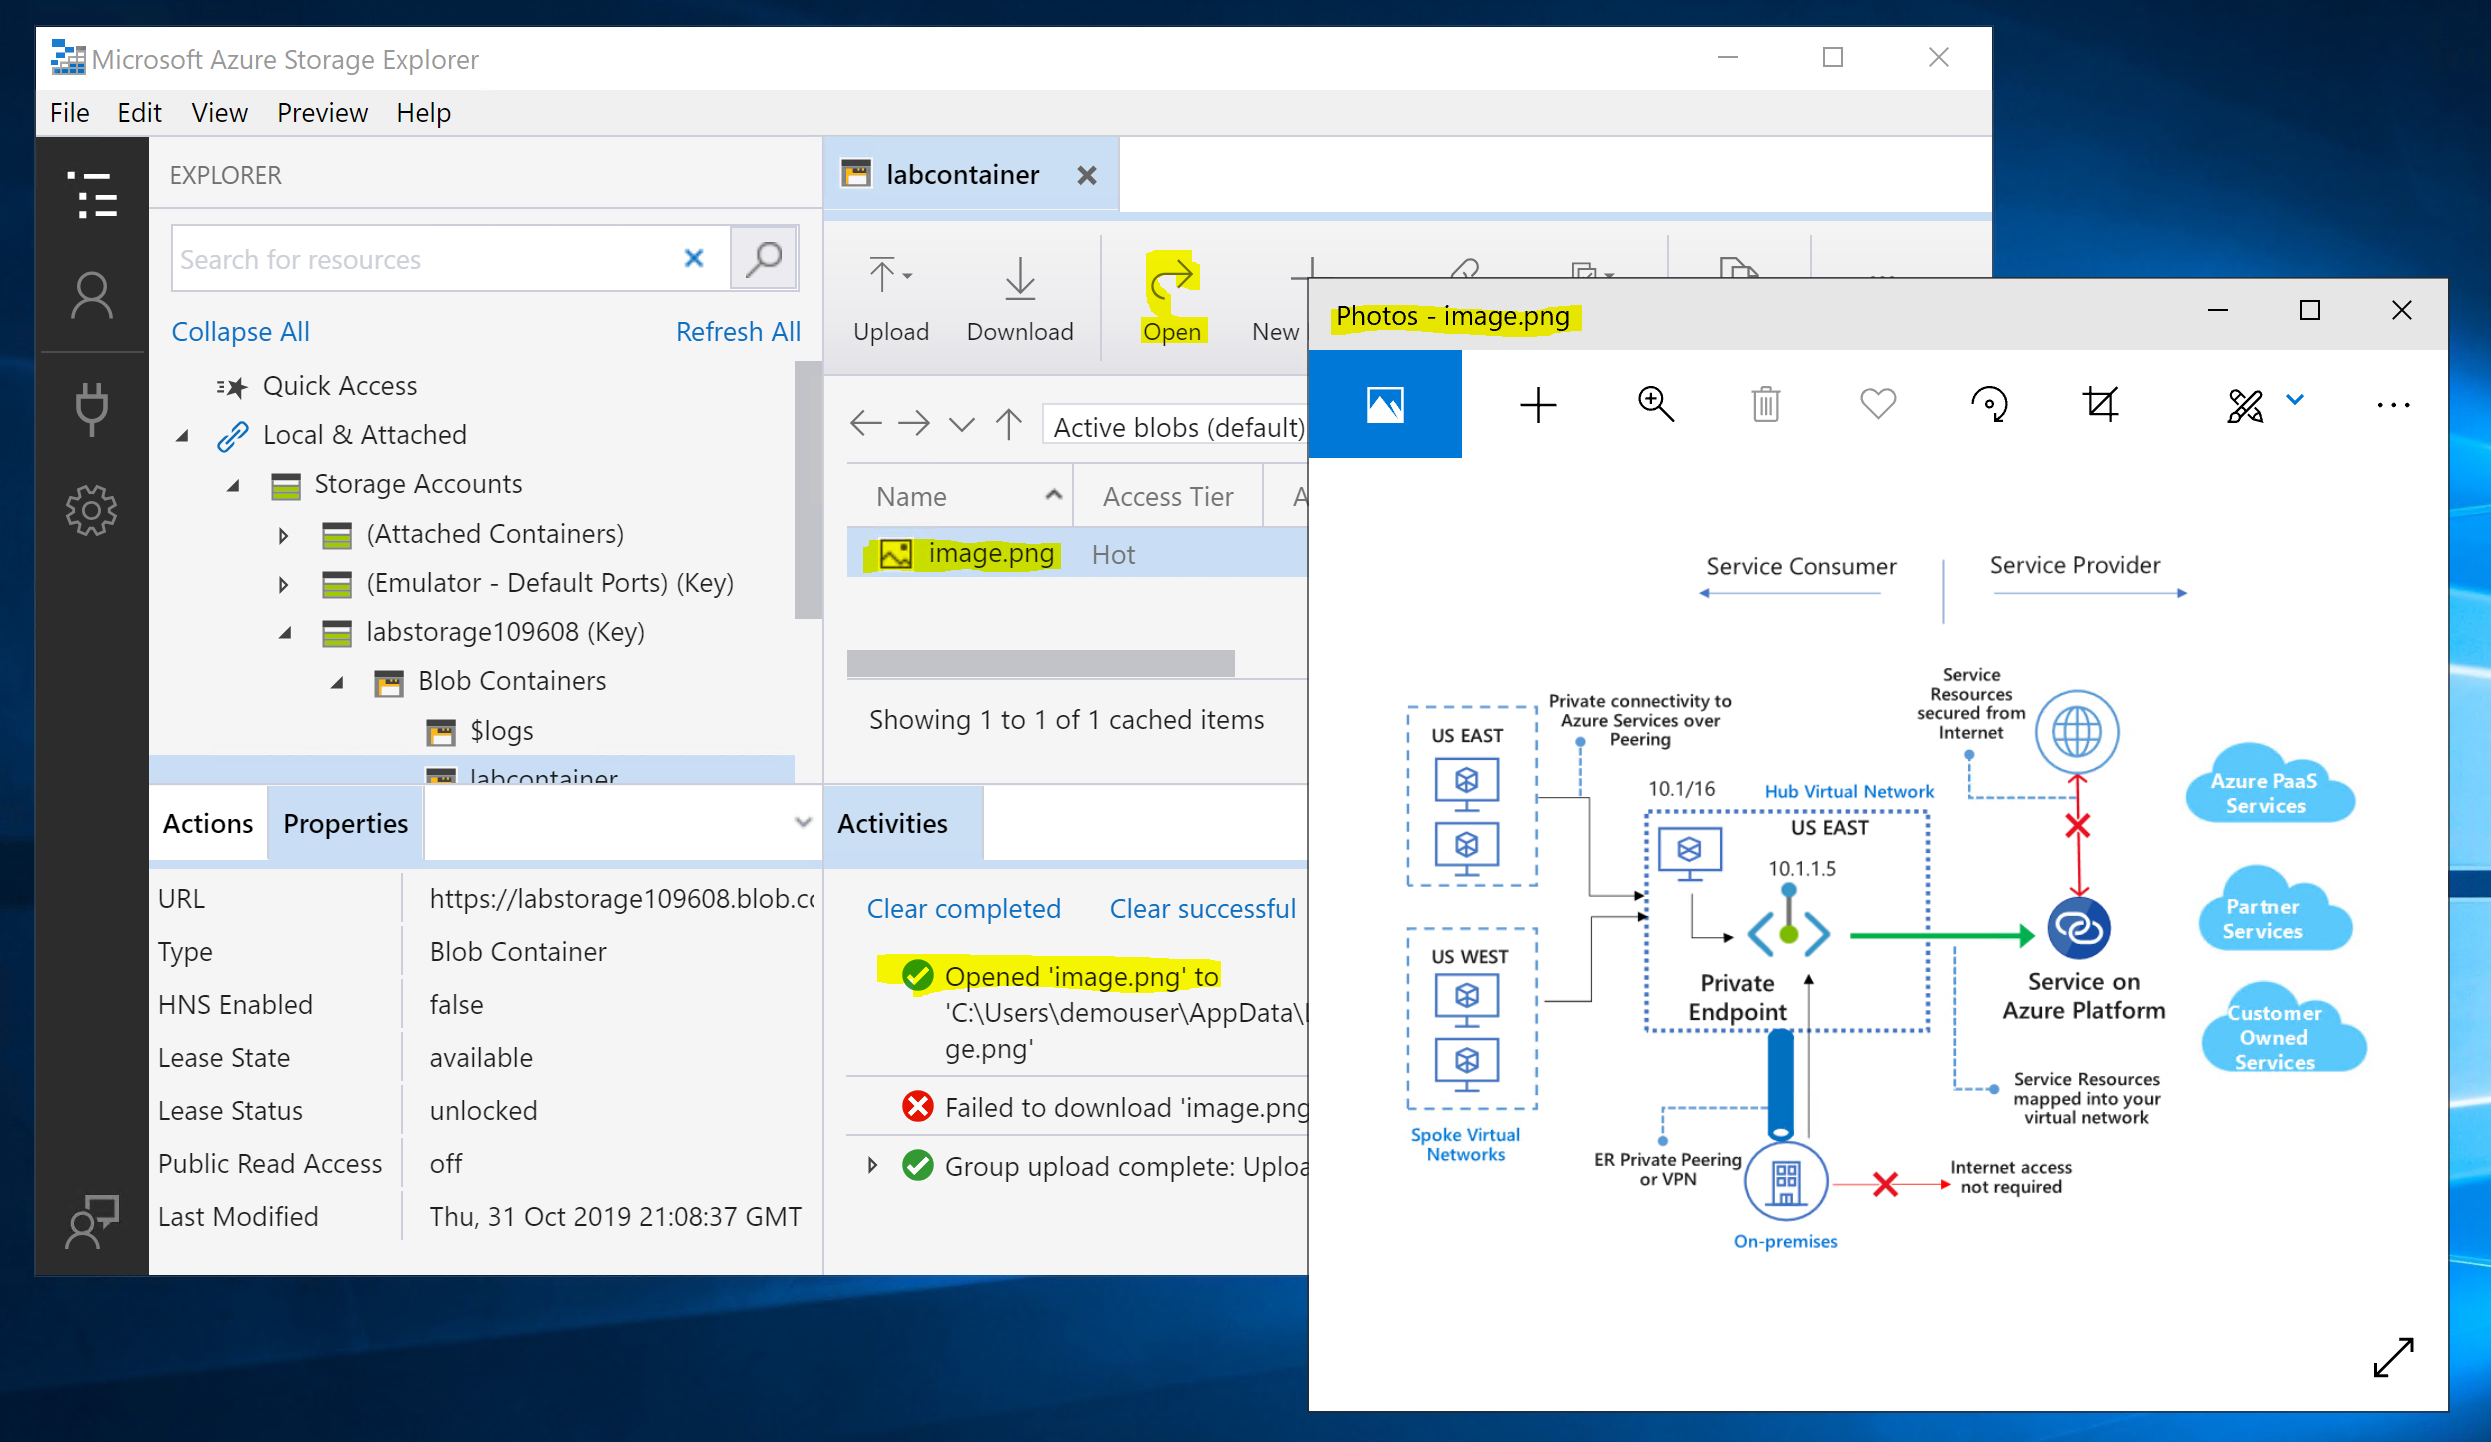 Microsoft Azure Storage Explorer
File Edit View Preview Help
EXPLORER
Search for resources
Collapse All Refresh All
Quick Access
Local & Attached
Storage Accounts
(Attached Containers)
(Emulator - Default Ports) (Key)
labstorage109608 (Key)
Blob Containers
$logs
labcontainer
Actions Properties
URL https://labstorage109608.blob.co
Type Blob Container
HNS Enabled false
Lease State available
Lease Status unlocked
Public Read Access off
Last Modified Thu, 31 Oct 2019 21:08:37 GMT
labcontainer
Upload Download Open New
Active blobs (default)
Name Access Tier A
image.png Hot
Showing 1 to 1 of 1 cached items
Activities
Clear completed Clear successful
Opened 'image.png' to
'C:\Users\demouser\AppData\
ge.png'
Failed to download 'image.png
Group upload complete: Uploa
Photos - image.png
Service Consumer Service Provider
Private connectivity to
Azure Services over
Peering
Service
Resources
secured from
Internet
US EAST
10.1/16
Hub Virtual Network
US EAST
10.1.1.5
Private
Endpoint
US WEST
Spoke Virtual
Networks
Service on
Azure Platform
Azure PaaS
Services
Partner
Services
Customer
Owned
Services
Service Resources
mapped into your
virtual network
ER Private Peering
or VPN
Internet access
not required
On-premises